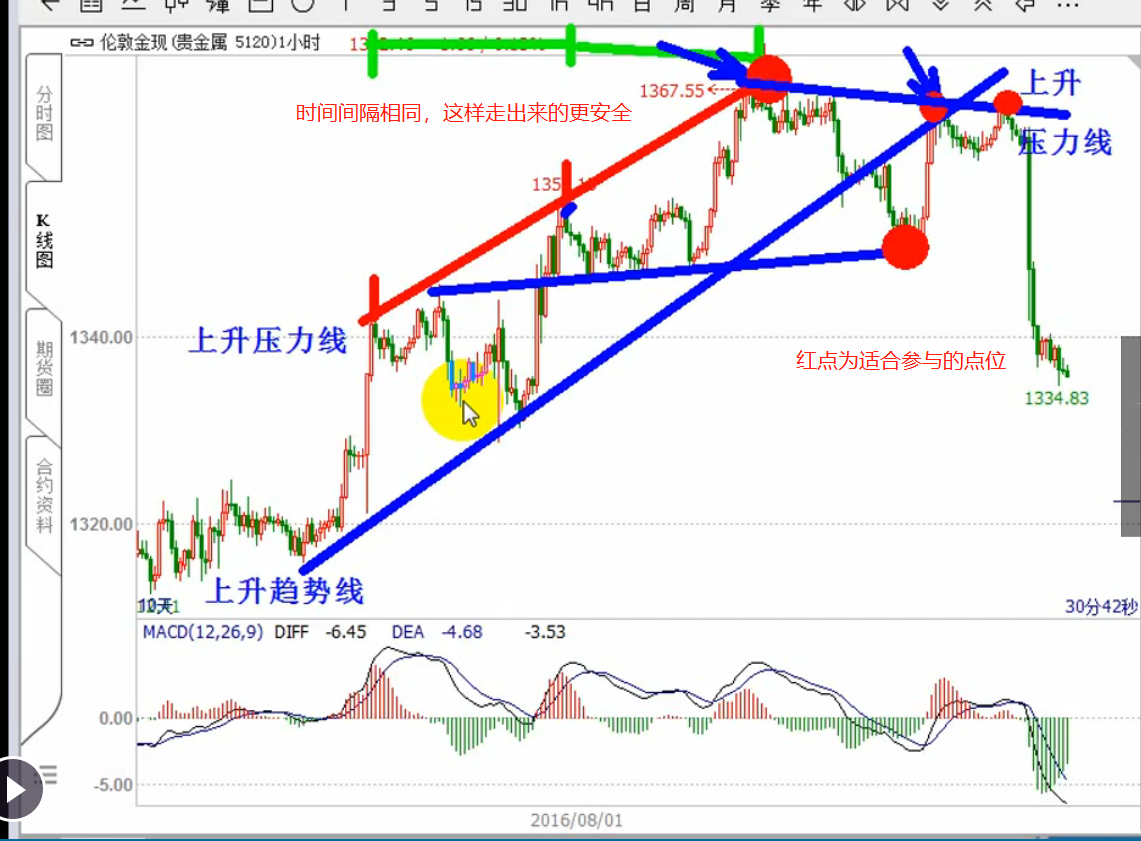 伦敦金现(贵金属 5120)1小时
分时图
K线图
期货圈
合约资料
时间间隔相同，这样走出来的更安全
1367.55
上升
压力线
上升压力线
1340.00
红点为适合参与的点位
1334.83
1320.00
上升趋势线
30分42秒
MACD(12,26,9) DIFF -6.45 DEA -4.68 -3.53
0.00
-5.00
2016/08/01